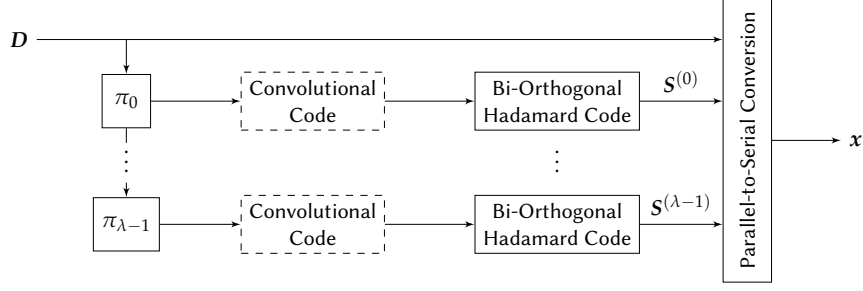 D
π₀
Convolutional
Code
Bi-Orthogonal
Hadamard Code
S⁽⁰⁾
⋮
⋮
π_{λ−1}
Convolutional
Code
Bi-Orthogonal
Hadamard Code
S^{(λ−1)}
Parallel-to-Serial Conversion
x